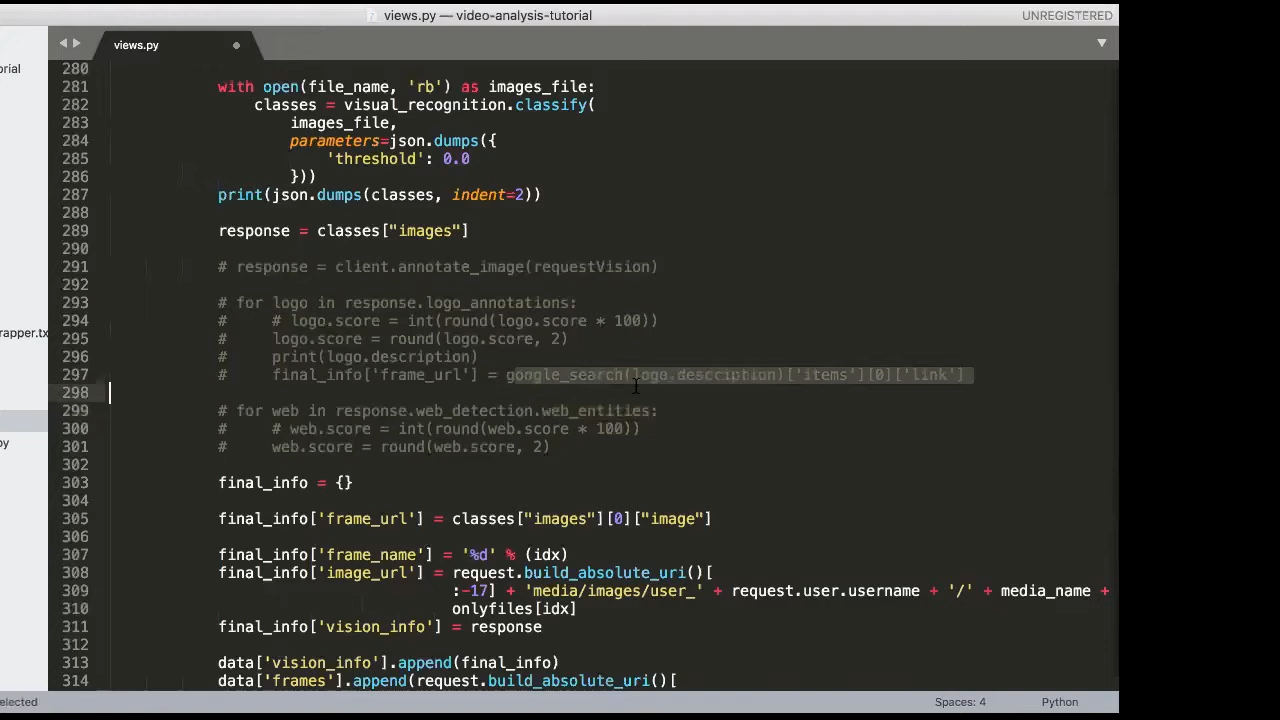 views.py — video-analysis-tutorial
UNREGISTERED
views.py
orial
rapper.tx
py
280
281 with open(file_name, 'rb') as images_file:
282 classes = visual_recognition.classify(
283 images_file,
284 parameters=json.dumps({
285 'threshold': 0.0
286 }))
287 print(json.dumps(classes, indent=2))
288
289 response = classes["images"]
290
291 # response = client.annotate_image(requestVision)
292
293 # for logo in response.logo_annotations:
294 # # logo.score = int(round(logo.score * 100))
295 # logo.score = round(logo.score, 2)
296 # print(logo.description)
297 # final_info['frame_url'] = google_search(logo.description)['items'][0]['link']
298
299 # for web in response.web_detection.web_entities:
300 # # web.score = int(round(web.score * 100))
301 # web.score = round(web.score, 2)
302
303 final_info = {}
304
305 final_info['frame_url'] = classes["images"][0]["image"]
306
307 final_info['frame_name'] = '%d' % (idx)
308 final_info['image_url'] = request.build_absolute_uri()[
309 :-17] + 'media/images/user_' + request.user.username + '/' + media_name +
310 onlyfiles[idx]
311 final_info['vision_info'] = response
312
313 data['vision_info'].append(final_info)
314 data['frames'].append(request.build_absolute_uri()[
elected
Spaces: 4
Python